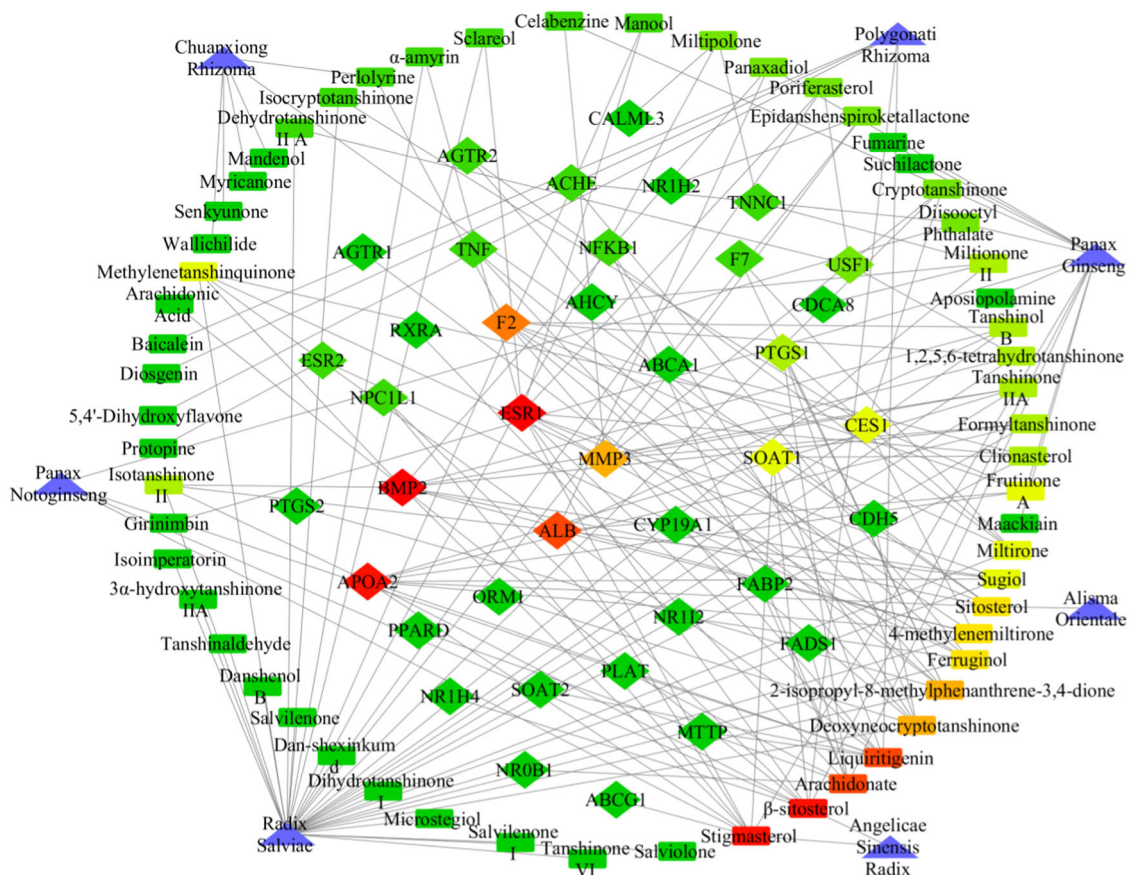 Celabenzine
Manool
Sclareol
Miltipolone
Chuanxiong
Rhizoma
Polygonati
Rhizoma
α-amyrin
Panaxadiol
Perlolyrine
Poriferasterol
Isocryptotanshinone
Epidanshenspiroketallactone
Dehydrotanshinone
II A
CALML3
Fumarine
Mandenol
AGTR2
Suchilactone
Myricanone
ACHE
NR1H2
Cryptotanshinone
Senkyunone
TNNC1
Diisooctyl
Phthalate
Wallichilide
AGTR1
TNF
NFKB1
F7
USF1
Miltionone
II
Panax
Ginseng
Methylenetanshinquinone
Arachidonic
Acid
AHCY
CDCA8
Aposiopolamine
RXRA
F2
Tanshinol
B
Baicalein
ESR2
ABCA1
PTGS1
1,2,5,6-tetrahydrotanshinone
Diosgenin
NPC1L1
Tanshinone
IIA
5,4'-Dihydroxyflavone
ESR1
CES1
Formyltanshinone
Protopine
MMP3
SOAT1
Clionasterol
Panax
Notoginseng
Isotanshinone
II
BMP2
Frutinone
A
PTGS2
Girinimbin
ALB
CYP19A1
CDH5
Maackiain
Isoimperatorin
Miltirone
3α-hydroxytanshinone
IIA
APOA2
ORM1
FABP2
Sugiol
Alisma
Orientale
PPARD
NR1I2
Sitosterol
Tanshinaldehyde
FADS1
4-methylenemiltirone
Danshenol
B
PLAT
Ferruginol
NR1H4
SOAT2
2-isopropyl-8-methylphenanthrene-3,4-dione
Salvilenone
MTTP
Deoxyneocryptotanshinone
Dan-shexinkum
d
Liquiritigenin
Dihydrotanshinone
I
NR0B1
Arachidonate
ABCG1
β-sitosterol
Radix
Salviae
Microstegiol
Salvilenone
I
Stigmasterol
Angelicae
Sinensis
Radix
Tanshinone
VI
Salviolone